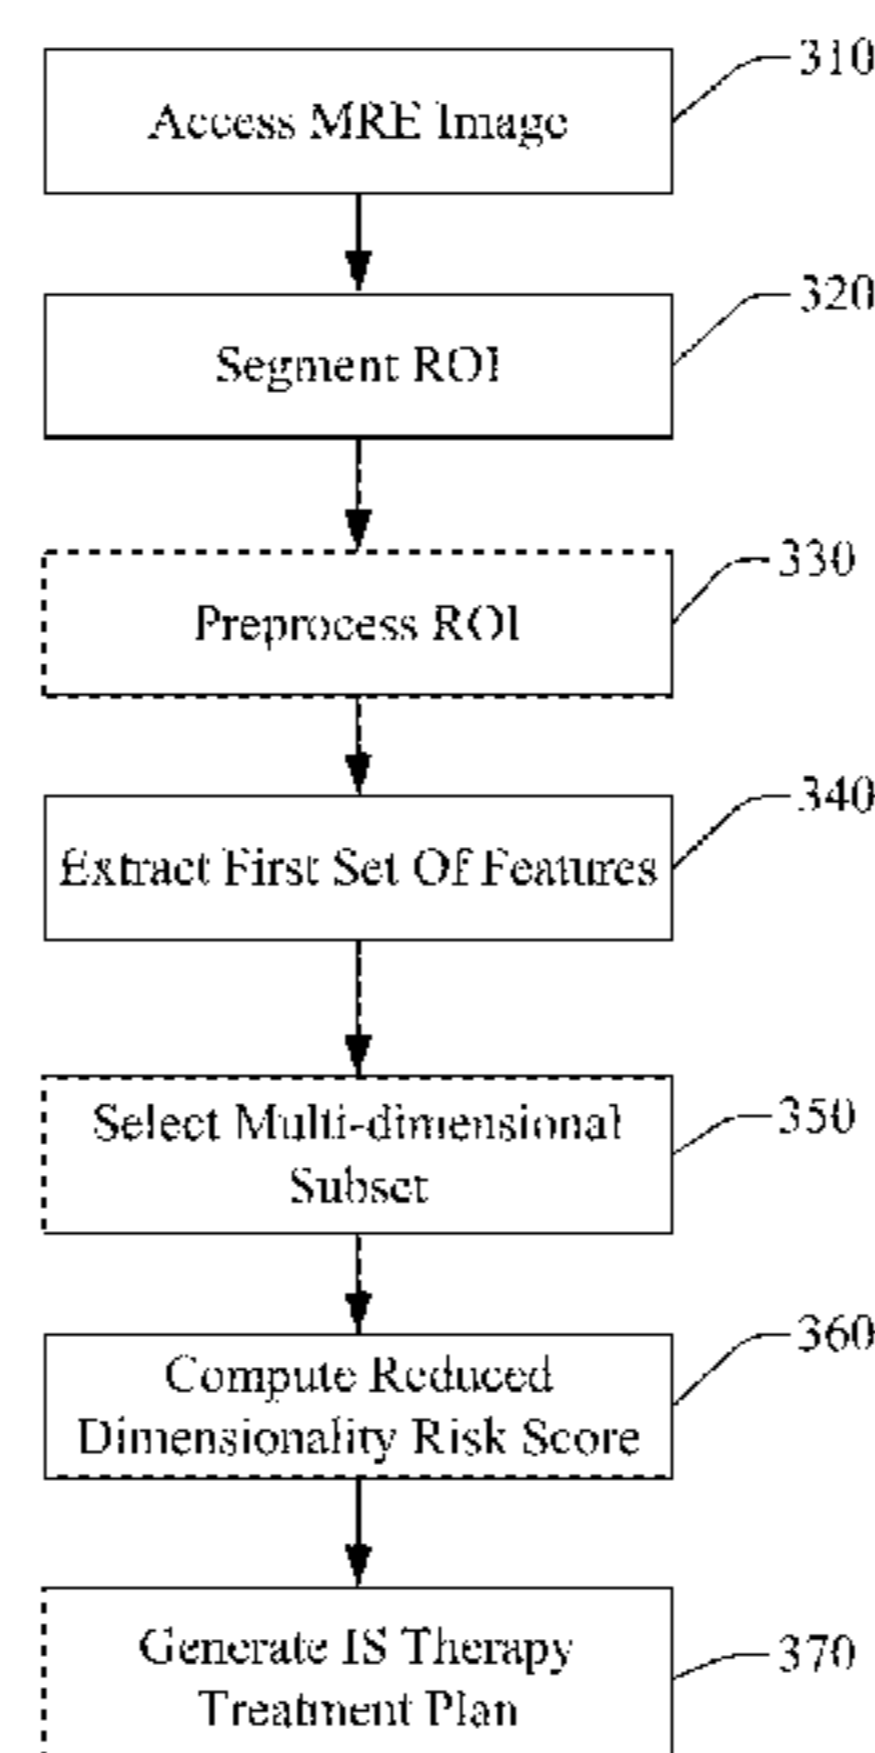 310
Access MRE Image
320
Segment ROI
330
Preprocess ROI
340
Extract First Set Of Features
350
Select Multi-dimensional
Subset
360
Compute Reduced
Dimensionality Risk Score
Generate IS Therapy
370
Treatment Plan